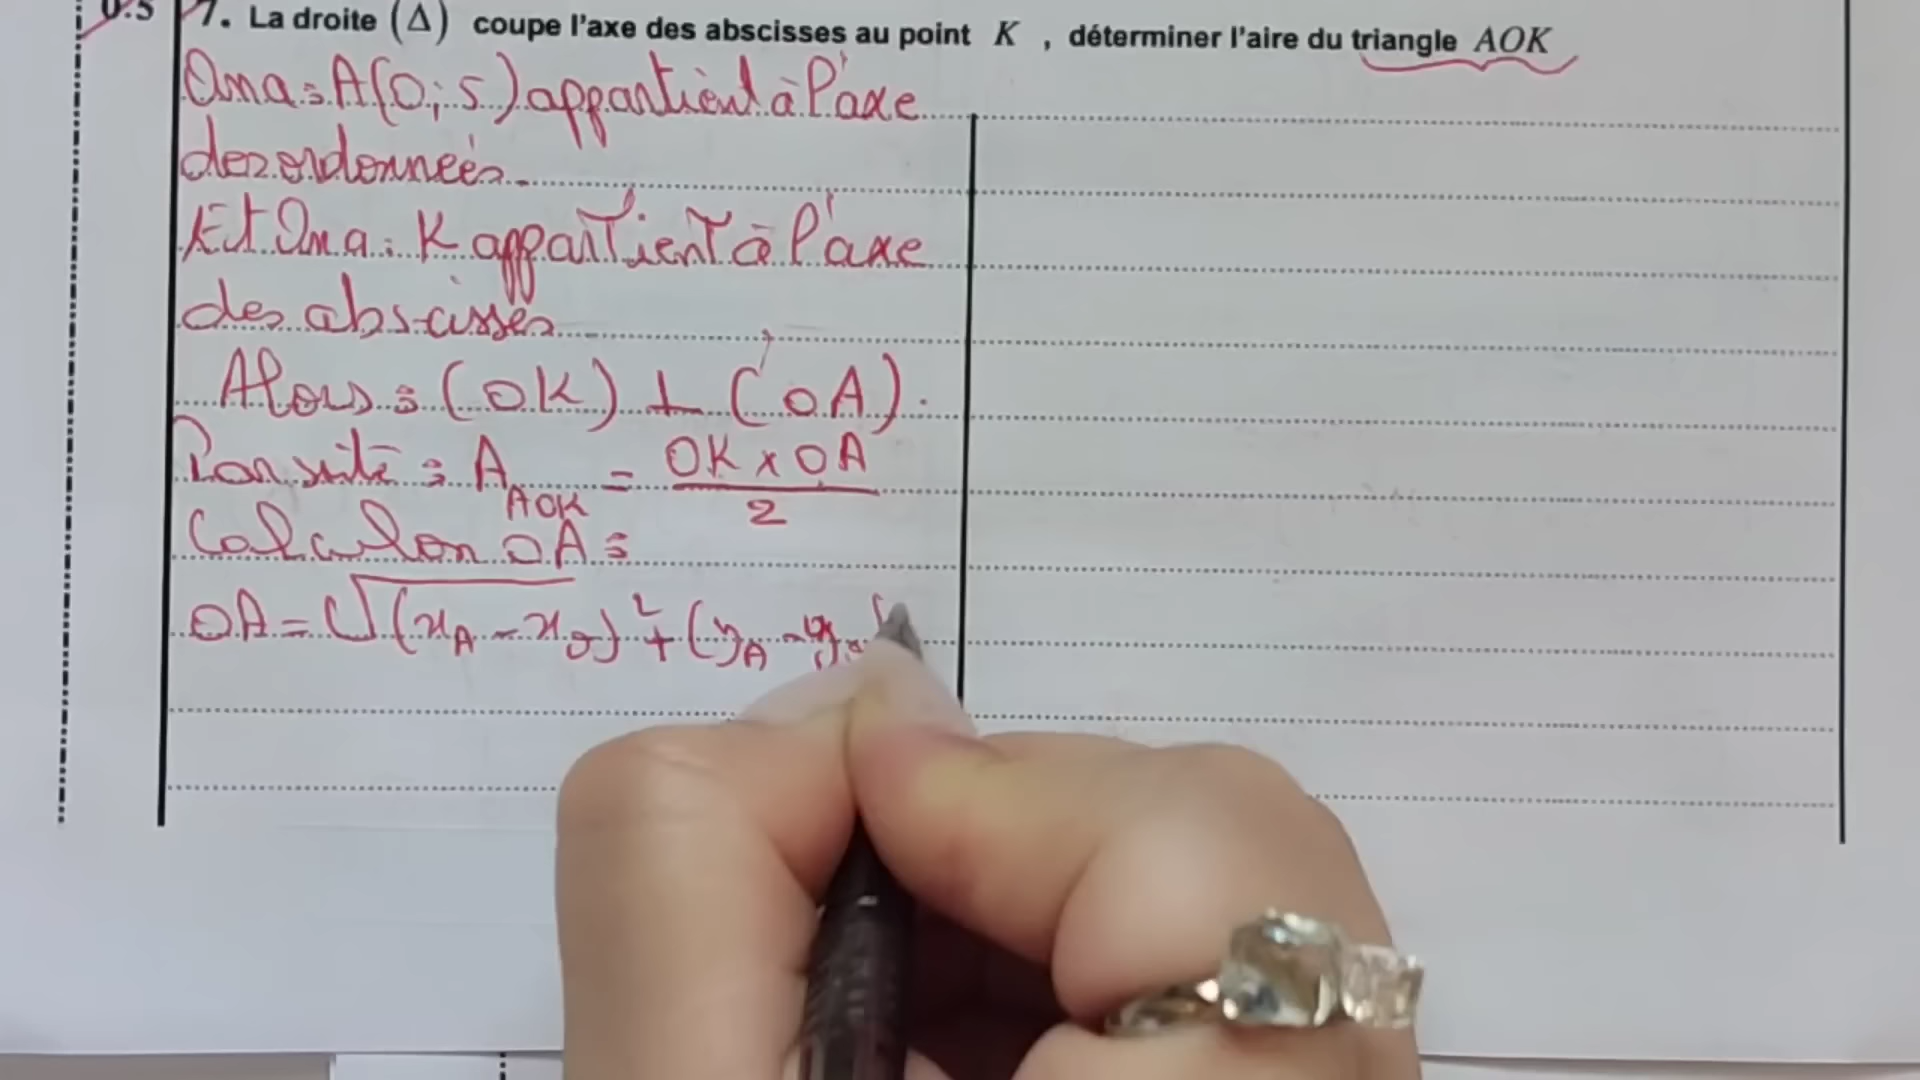 0.5 7. La droite (Δ) coupe l'axe des abscisses au point K , déterminer l'aire du triangle AOK
On a : A(0; 5) appartient à l'axe
des ordonneés.
Et On a : K appartient à l'axe
des abscisses
Alors : (OK) ⊥ (OA).
Par suite : A_AOK = OK × OA / 2
Calculon OA :
OA = √(x_A - x_O)² + (y_A - y_O